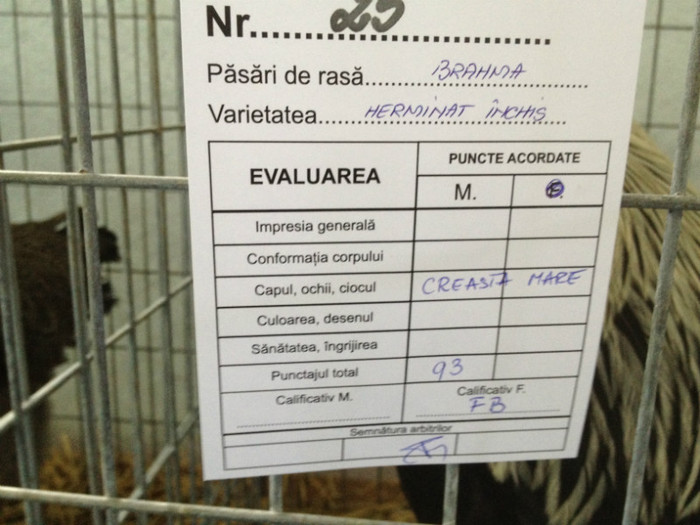 Nr. 25
Păsări de rasă BRAHMA
Varietatea HERMINAT ÎNCHIS
EVALUAREA
PUNCTE ACORDATE
M.
Impresia generală
Conformația corpului
Capul, ochii, ciocul CREASTA MARE
Culoarea, desenul
Sănătatea, îngrijirea
Punctajul total 93
Calificativ M. Calificativ F.
FB
Semnătura arbitrilor